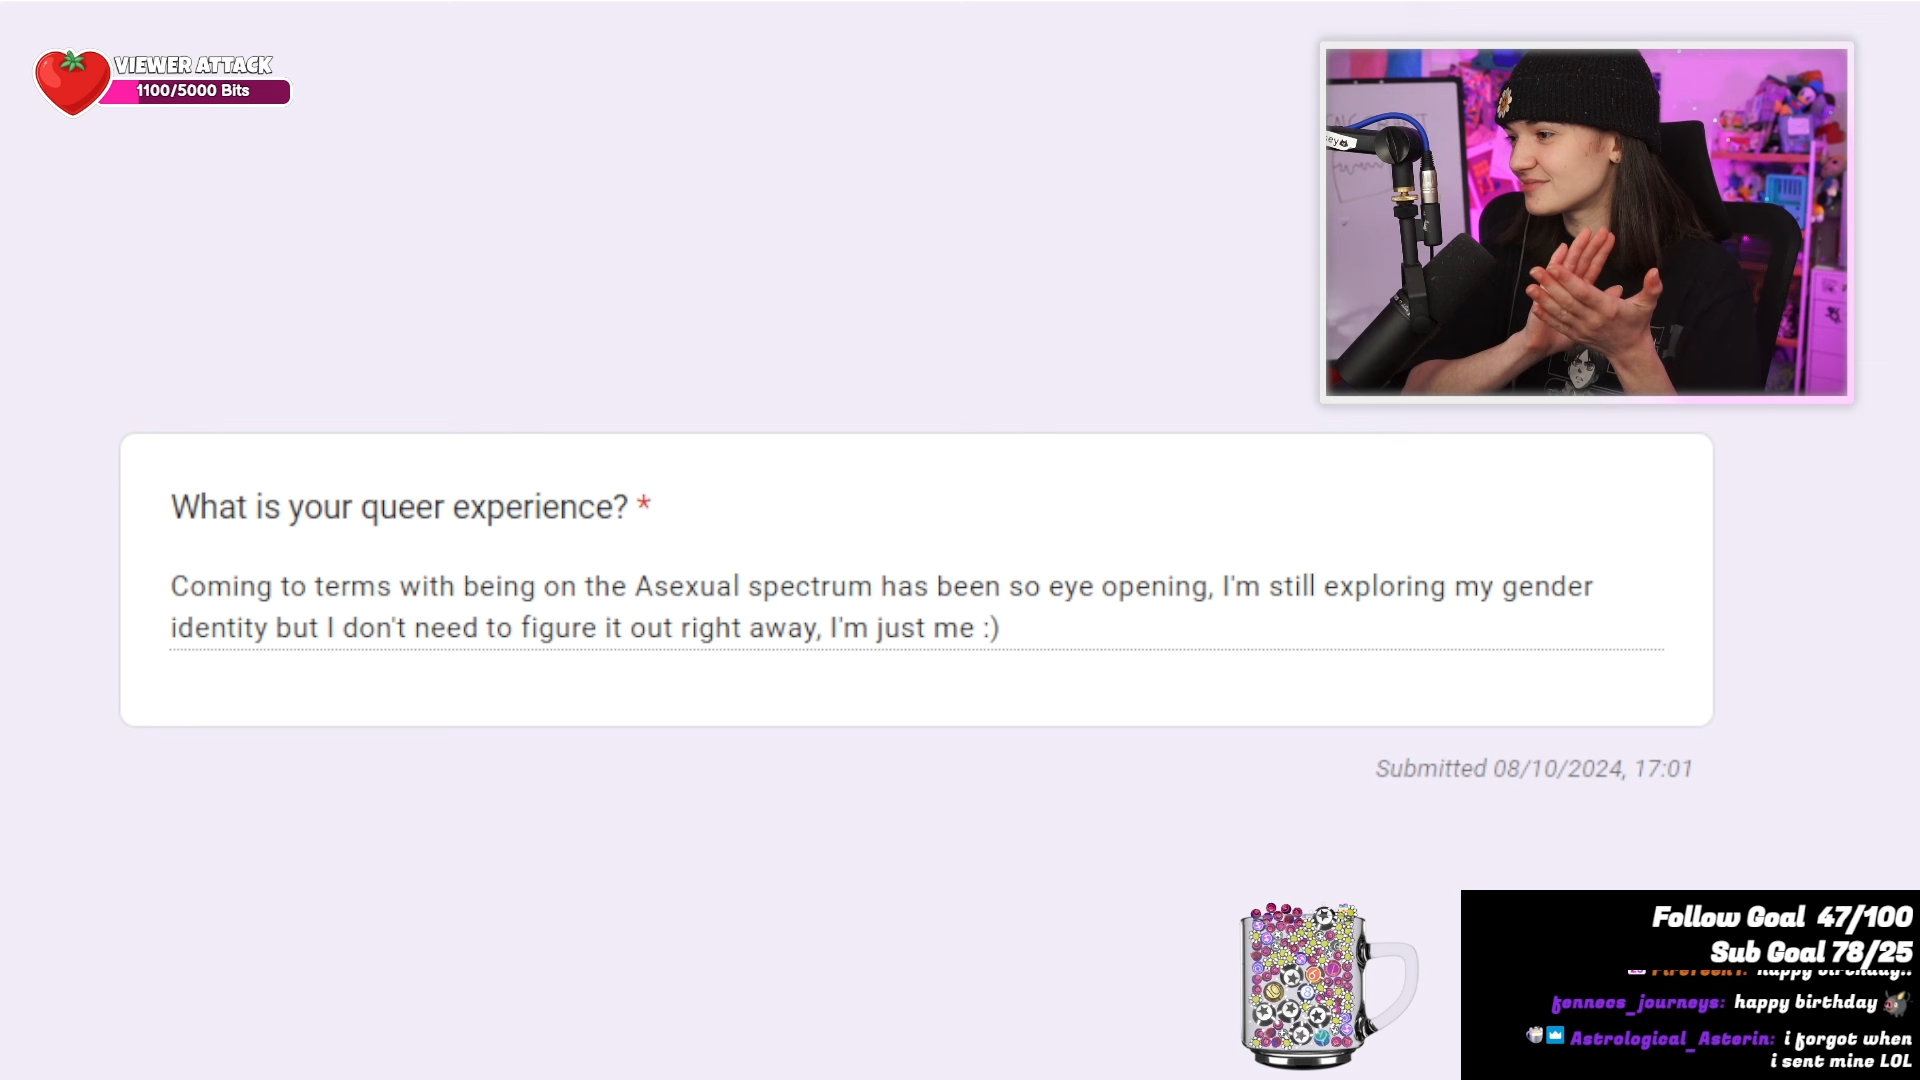 VIEWER ATTACK
1100/5000 Bits
What is your queer experience? *
Coming to terms with being on the Asexual spectrum has been so eye opening, I'm still exploring my gender
identity but I don't need to figure it out right away, I'm just me :)
Submitted 08/10/2024, 17:01
Follow Goal 47/100
Sub Goal 78/25
happy birthday!!
fennecs_journeys: happy birthday
Astrological_Asterin: i forgot when
i sent mine LOL